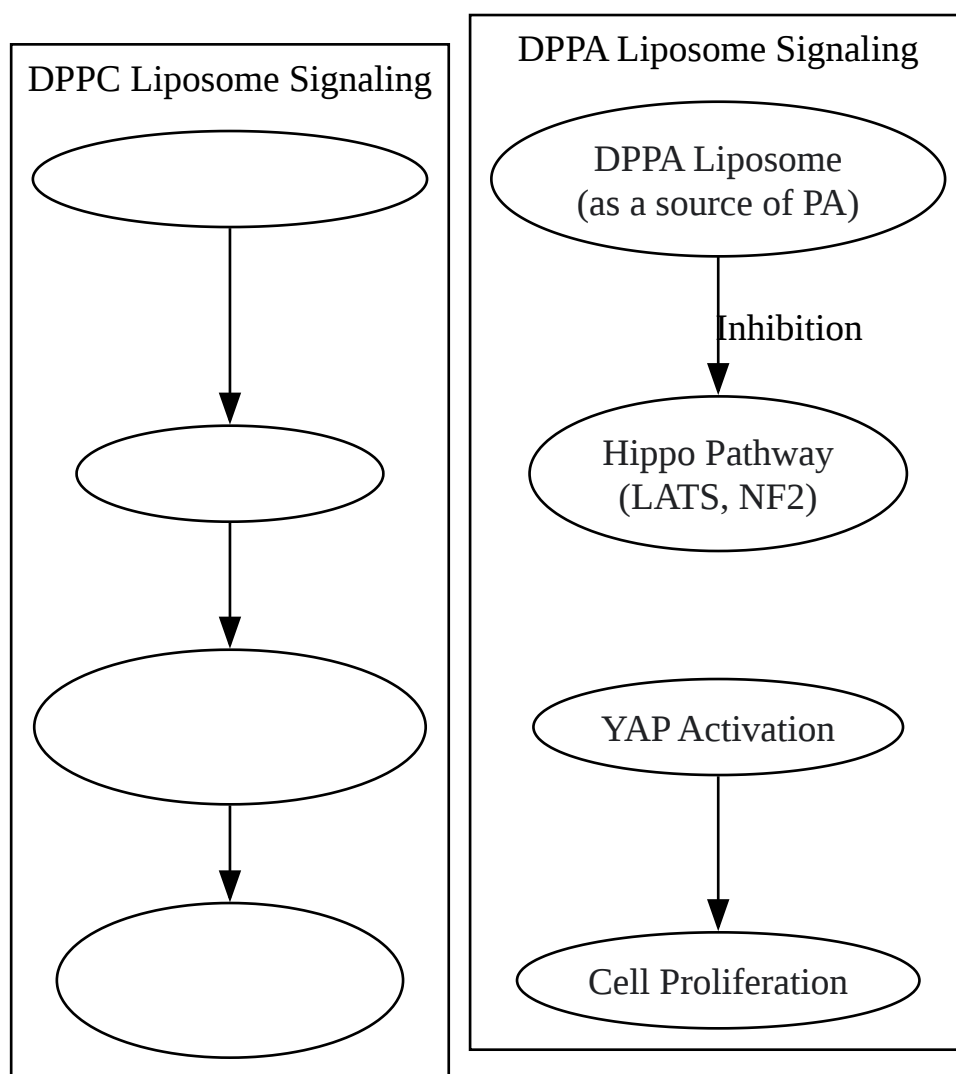 DPPC Liposome Signaling
DPPA Liposome Signaling
DPPA Liposome
(as a source of PA)
Inhibition
Hippo Pathway
(LATS, NF2)
YAP Activation
Cell Proliferation